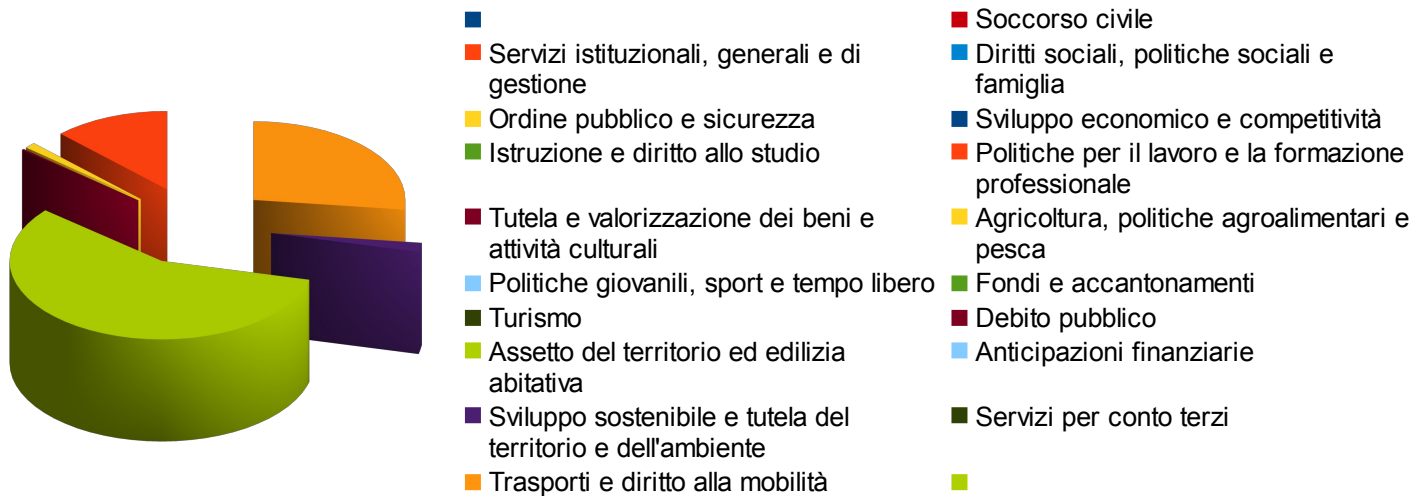 Soccorso civile
Servizi istituzionali, generali e di
gestione
Diritti sociali, politiche sociali e
famiglia
Ordine pubblico e sicurezza
Sviluppo economico e competitività
Istruzione e diritto allo studio
Politiche per il lavoro e la formazione
professionale
Tutela e valorizzazione dei beni e
attività culturali
Agricoltura, politiche agroalimentari e
pesca
Politiche giovanili, sport e tempo libero
Fondi e accantonamenti
Turismo
Debito pubblico
Assetto del territorio ed edilizia
abitativa
Anticipazioni finanziarie
Sviluppo sostenibile e tutela del
territorio e dell'ambiente
Servizi per conto terzi
Trasporti e diritto alla mobilità